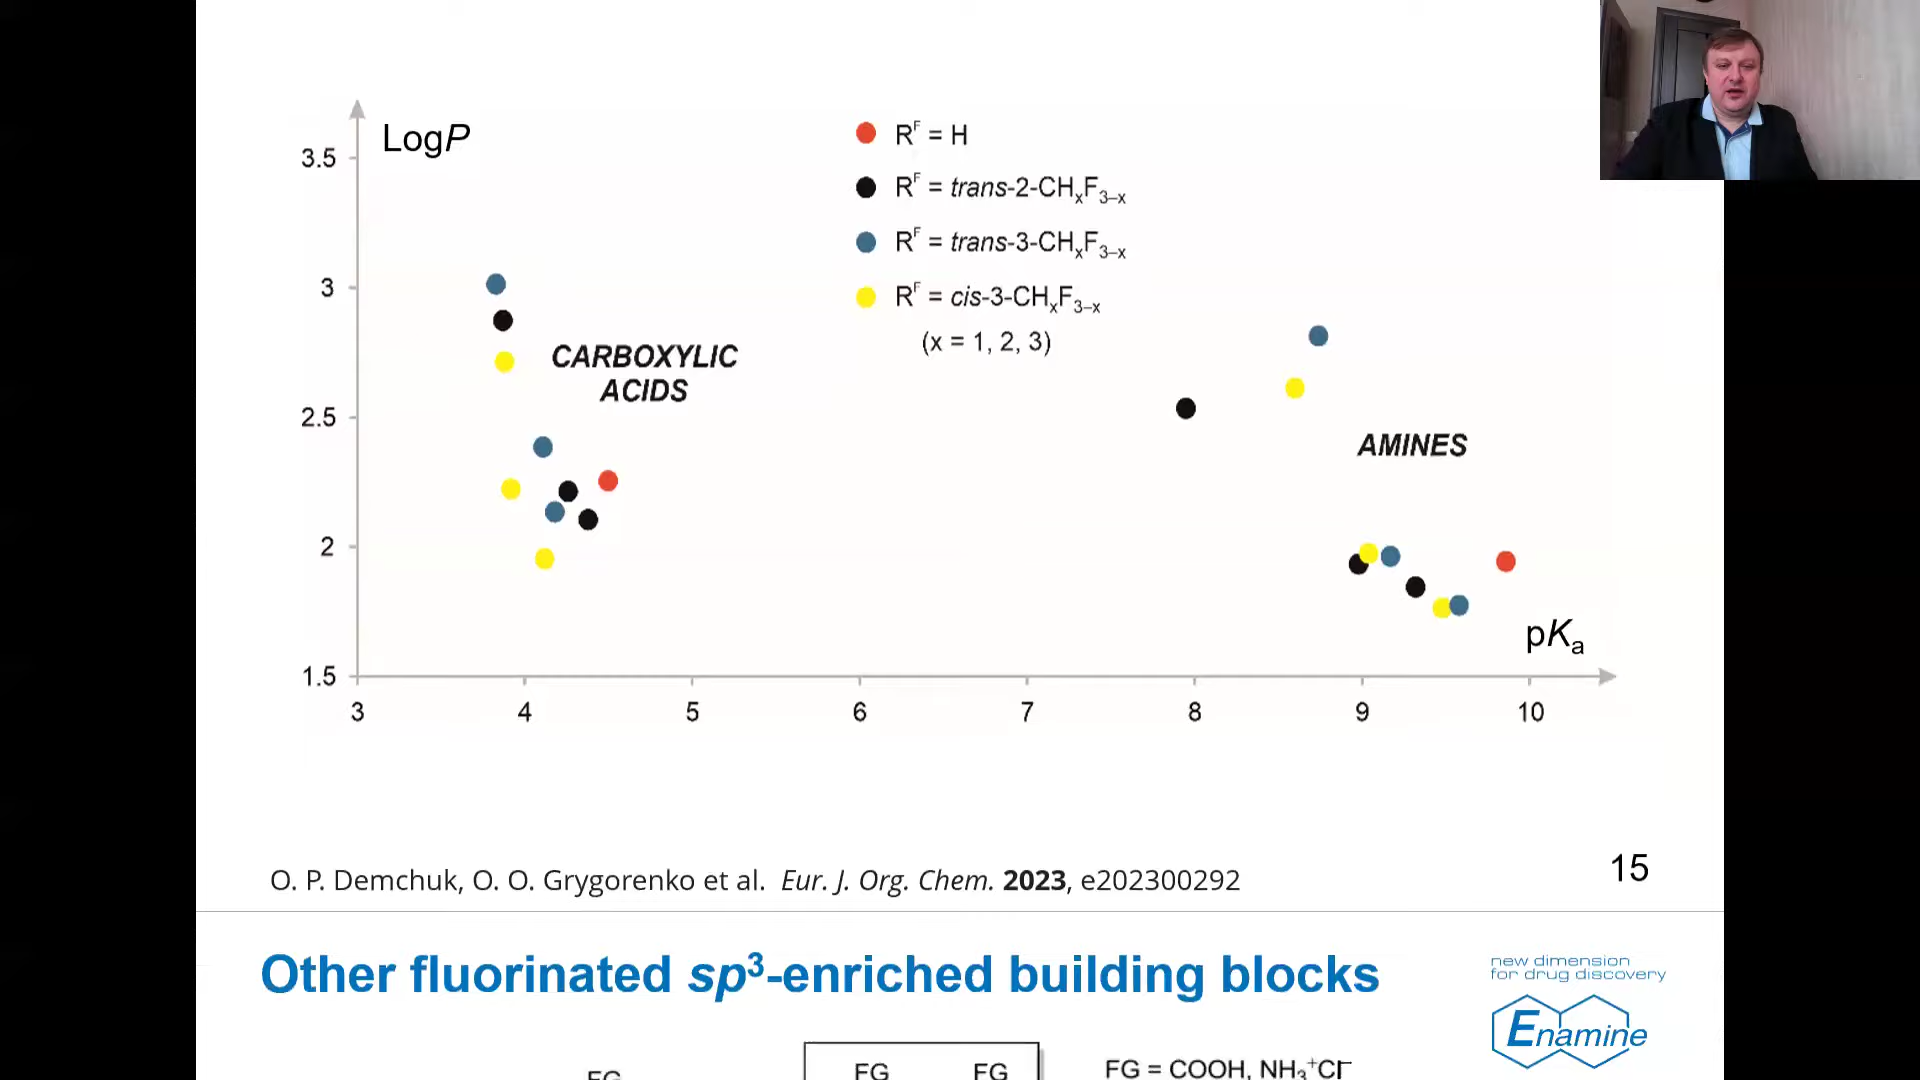 LogP
3.5
3
2.5
2
1.5
R^F = H
R^F = trans-2-CH_xF_3–x
R^F = trans-3-CH_xF_3–x
R^F = cis-3-CH_xF_3–x
(x = 1, 2, 3)
CARBOXYLIC
ACIDS
AMINES
pK_a
3 4 5 6 7 8 9 10
O. P. Demchuk, O. O. Grygorenko et al. Eur. J. Org. Chem. 2023, e202300292
15
Other fluorinated sp³-enriched building blocks
new dimension
for drug discovery
Enamine
FG
FG FG
FG = COOH, NH₃⁺Cl⁻